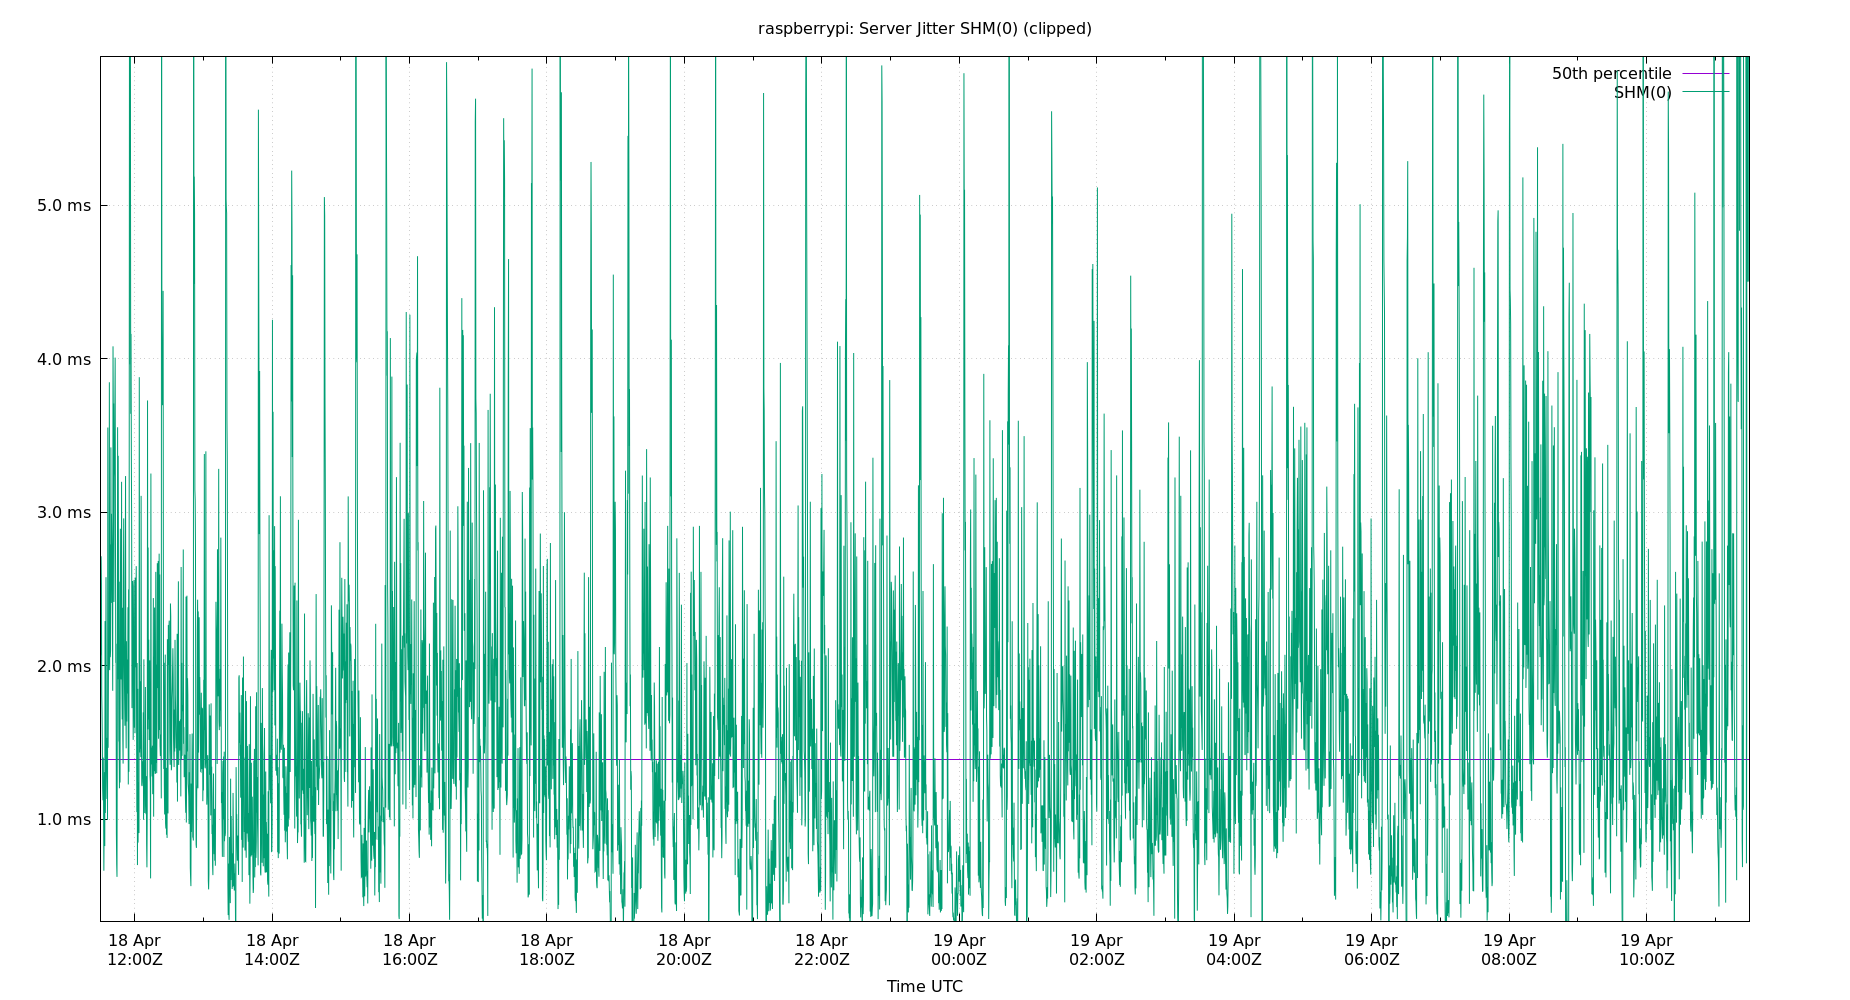 raspberrypi: Server Jitter SHM(0) (clipped)
50th percentile
SHM(0)
5.0 ms
4.0 ms
3.0 ms
2.0 ms
1.0 ms
18 Apr 18 Apr 18 Apr 18 Apr 18 Apr 18 Apr 19 Apr 19 Apr 19 Apr 19 Apr 19 Apr 19 Apr
12:00Z 14:00Z 16:00Z 18:00Z 20:00Z 22:00Z 00:00Z 02:00Z 04:00Z 06:00Z 08:00Z 10:00Z
Time UTC